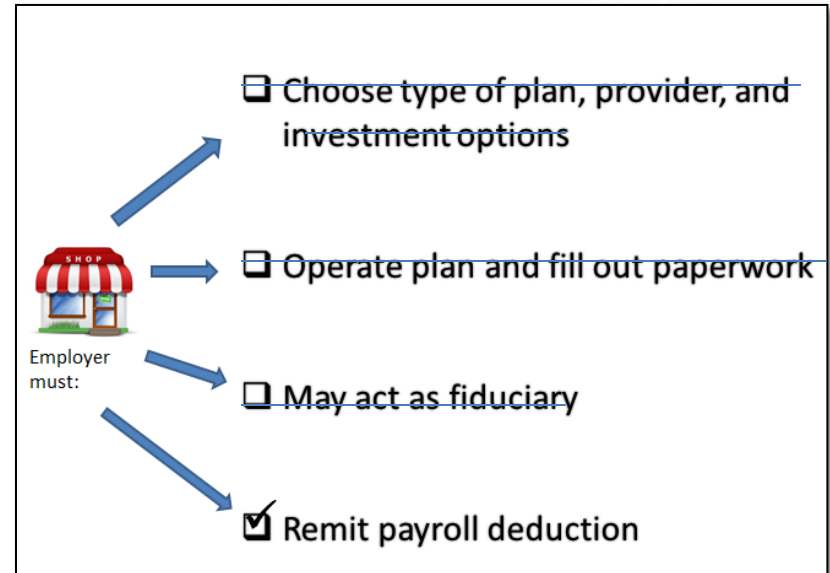 Choose type of plan, provider, and
investment options
SHOP
Operate plan and fill out paperwork
Employer
must:
May act as fiduciary
Remit payroll deduction